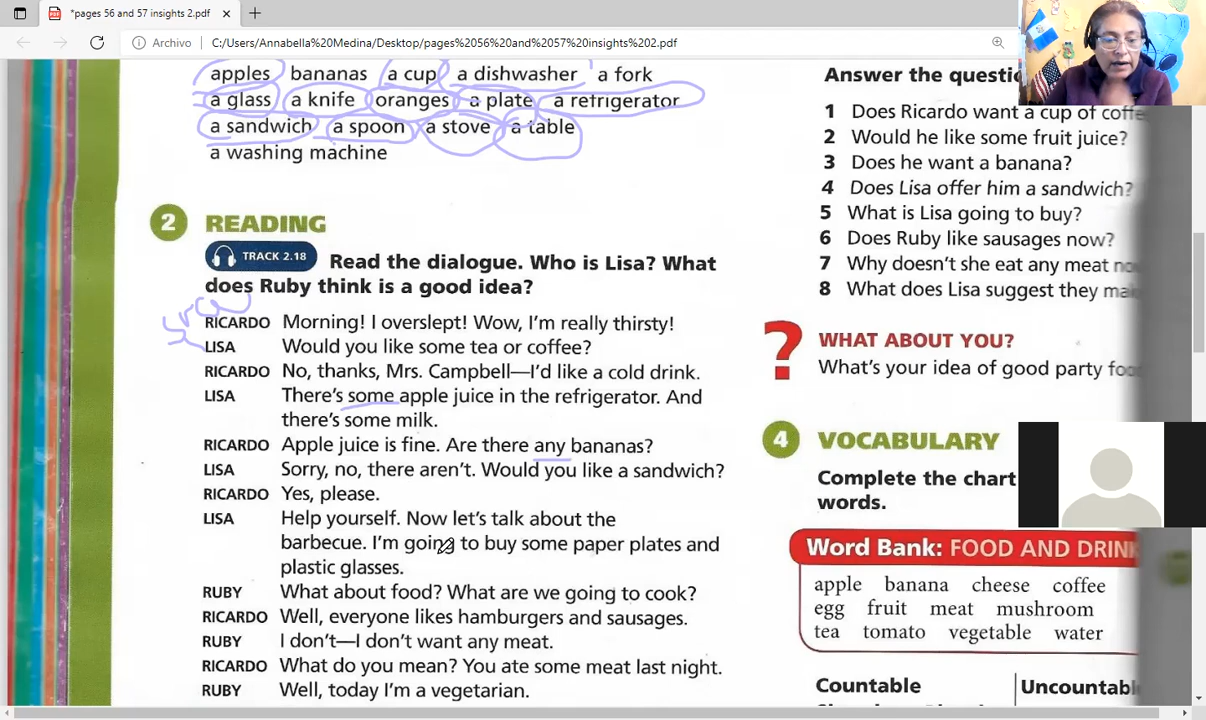 *pages 56 and 57 insights 2.pdf
Archivo
C:/Users/Annabella%20Medina/Desktop/pages%2056%20and%2057%20insights%202.pdf
apples bananas a cup a dishwasher a fork
a glass a knife oranges a plate a refrigerator
a sandwich a spoon a stove a table
a washing machine
2 READING
TRACK 2.18 Read the dialogue. Who is Lisa? What
does Ruby think is a good idea?
RICARDO Morning! I overslept! Wow, I'm really thirsty!
LISA Would you like some tea or coffee?
RICARDO No, thanks, Mrs. Campbell—I'd like a cold drink.
LISA There's some apple juice in the refrigerator. And
there's some milk.
RICARDO Apple juice is fine. Are there any bananas?
LISA Sorry, no, there aren't. Would you like a sandwich?
RICARDO Yes, please.
LISA Help yourself. Now let's talk about the
barbecue. I'm going to buy some paper plates and
plastic glasses.
RUBY What about food? What are we going to cook?
RICARDO Well, everyone likes hamburgers and sausages.
RUBY I don't—I don't want any meat.
RICARDO What do you mean? You ate some meat last night.
RUBY Well, today I'm a vegetarian.
Answer the questio
1 Does Ricardo want a cup of coffe
2 Would he like some fruit juice?
3 Does he want a banana?
4 Does Lisa offer him a sandwich?
5 What is Lisa going to buy?
6 Does Ruby like sausages now?
7 Why doesn't she eat any meat no
8 What does Lisa suggest they ma
? WHAT ABOUT YOU?
What's your idea of good party foo
4 VOCABULARY
Complete the chart
words.
Word Bank: FOOD AND DRIN
apple banana cheese coffee
egg fruit meat mushroom
tea tomato vegetable water
Countable Uncountabl